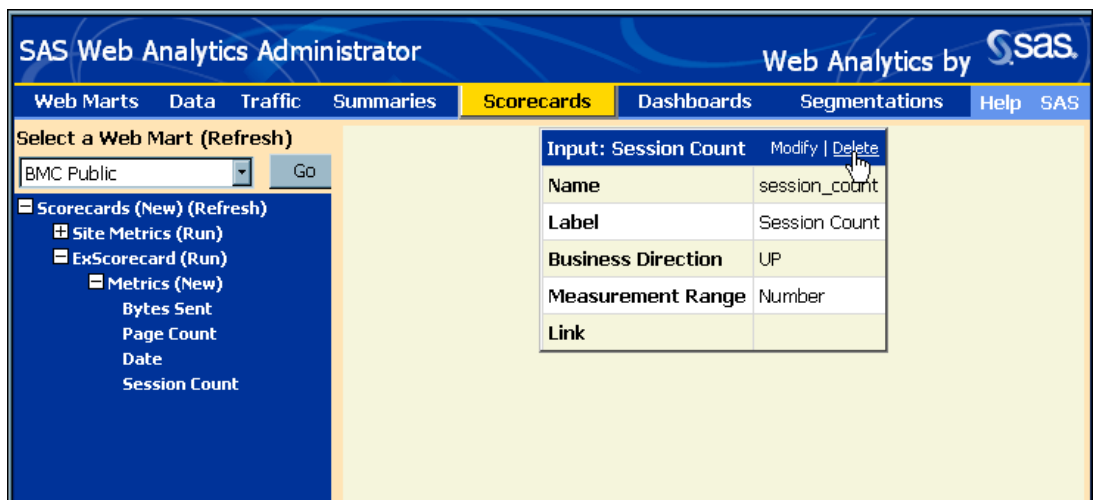 SAS Web Analytics Administrator
Web Analytics by sas.
Web Marts Data Traffic Summaries Scorecards Dashboards Segmentations Help SAS
Select a Web Mart (Refresh)
BMC Public Go
Scorecards (New) (Refresh)
Site Metrics (Run)
ExScorecard (Run)
Metrics (New)
Bytes Sent
Page Count
Date
Session Count
Input: Session Count Modify | Delete
Name session_count
Label Session Count
Business Direction UP
Measurement Range Number
Link